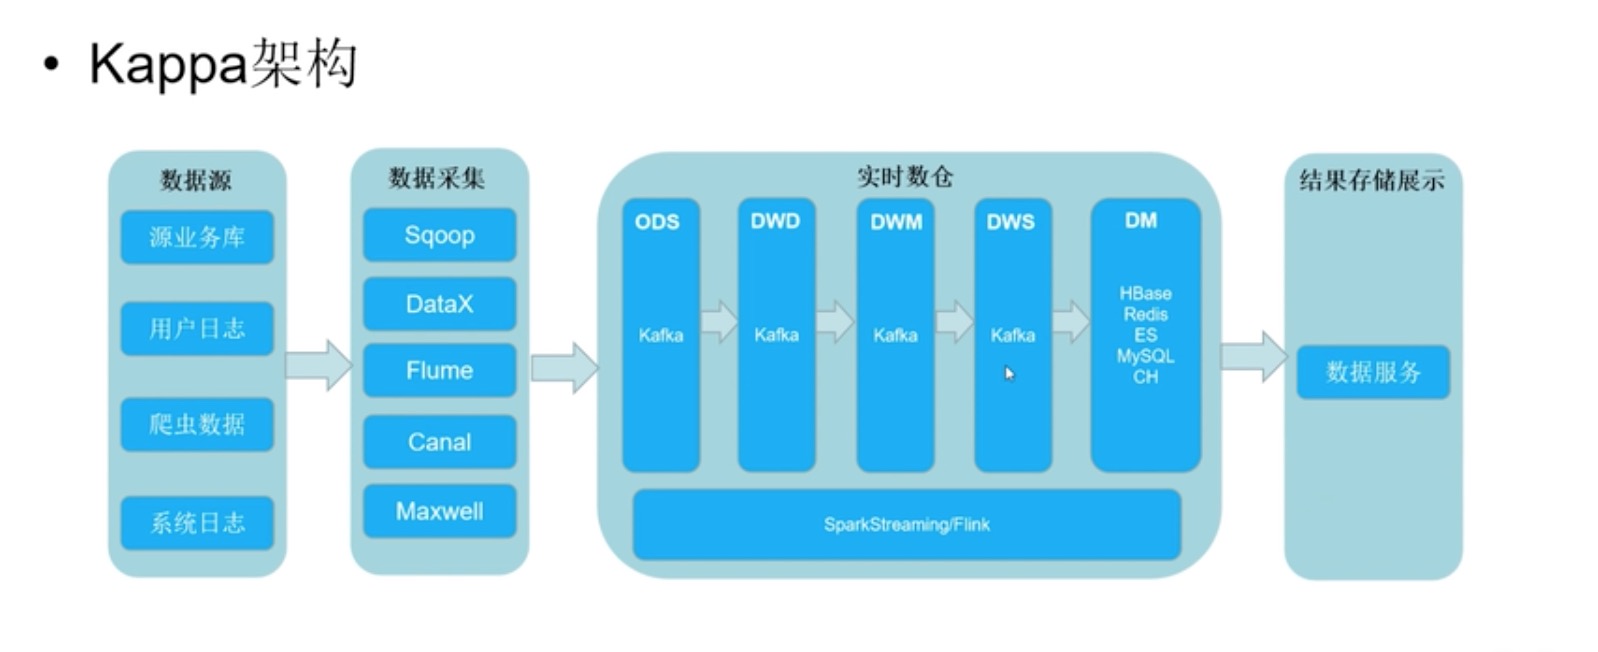 • Kappa架构
数据源
源业务库
用户日志
爬虫数据
系统日志
数据采集
Sqoop
DataX
Flume
Canal
Maxwell
实时数仓
ODS
Kafka
DWD
Kafka
DWM
Kafka
DWS
Kafka
DM
HBase
Redis
ES
MySQL
CH
SparkStreaming/Flink
结果存储展示
数据服务